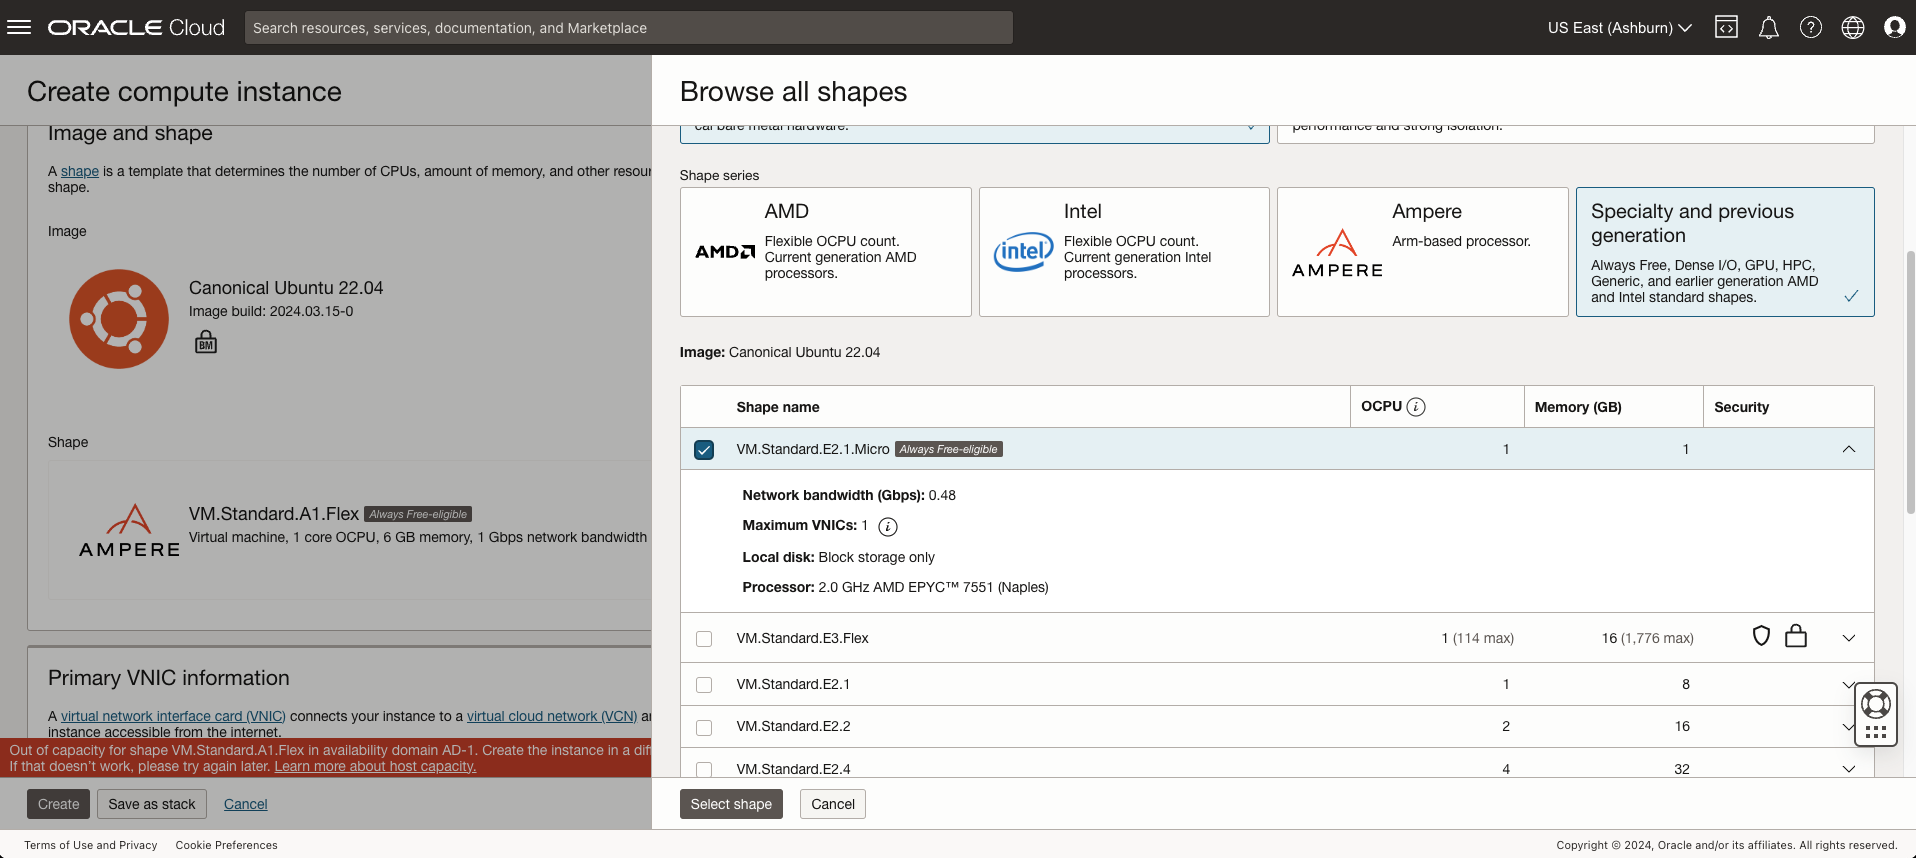 ORACLE Cloud
Search resources, services, documentation, and Marketplace
US East (Ashburn)
Create compute instance
Image and shape
A shape is a template that determines the number of CPUs, amount of memory, and other resour
shape.
Image
Canonical Ubuntu 22.04
Image build: 2024.03.15-0
BM
Shape
AMPERE
VM.Standard.A1.Flex Always Free-eligible
Virtual machine, 1 core OCPU, 6 GB memory, 1 Gbps network bandwidth
Primary VNIC information
A virtual network interface card (VNIC) connects your instance to a virtual cloud network (VCN) a
instance accessible from the internet.
Out of capacity for shape VM.Standard.A1.Flex in availability domain AD-1. Create the instance in a dif
If that doesn't work, please try again later. Learn more about host capacity.
Create
Save as stack
Cancel
Browse all shapes
cal bare metal hardware.
performance and strong isolation.
Shape series
AMD
AMD
Flexible OCPU count.
Current generation AMD
processors.
Intel
intel
Flexible OCPU count.
Current generation Intel
processors.
Ampere
AMPERE
Arm-based processor.
Specialty and previous
generation
Always Free, Dense I/O, GPU, HPC,
Generic, and earlier generation AMD
and Intel standard shapes.
Image: Canonical Ubuntu 22.04
Shape name OCPU Memory (GB) Security
VM.Standard.E2.1.Micro Always Free-eligible 1 1
Network bandwidth (Gbps): 0.48
Maximum VNICs: 1
Local disk: Block storage only
Processor: 2.0 GHz AMD EPYC™ 7551 (Naples)
VM.Standard.E3.Flex 1 (114 max) 16 (1,776 max)
VM.Standard.E2.1 1 8
VM.Standard.E2.2 2 16
VM.Standard.E2.4 4 32
Select shape
Cancel
Terms of Use and Privacy
Cookie Preferences
Copyright © 2024, Oracle and/or its affiliates. All rights reserved.